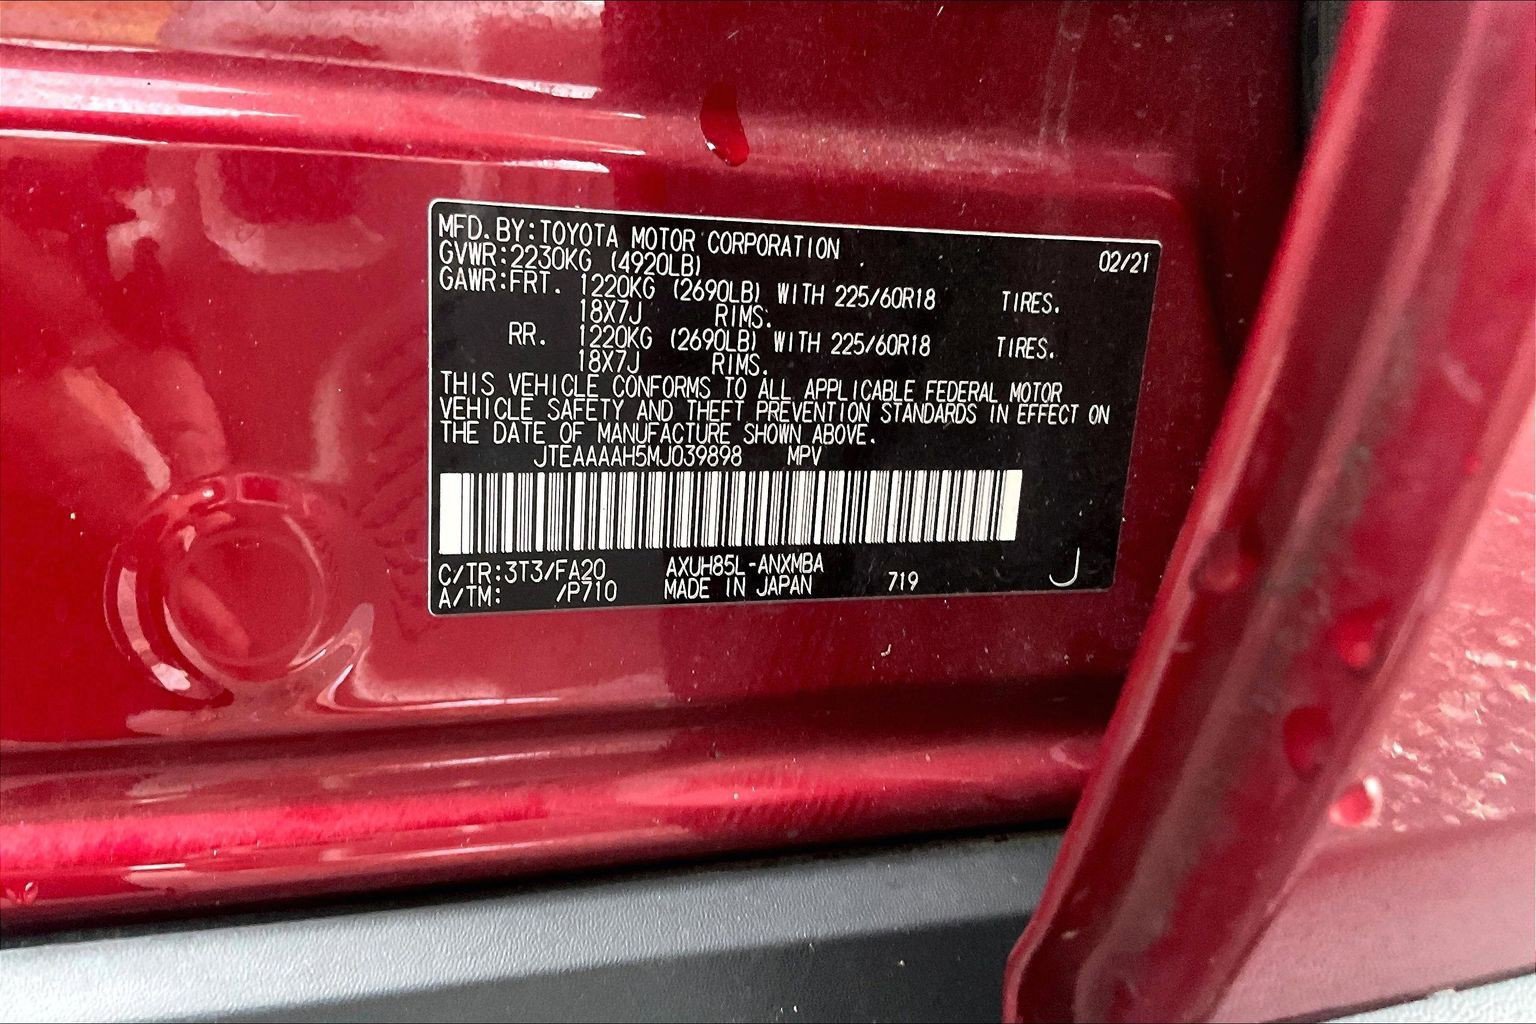 MFD. BY: TOYOTA MOTOR CORPORATION 02/21
GVWR: 2230KG (4920LB)
GAWR: FRT. 1220KG (2690LB) WITH 225/60R18 TIRES.
18X7J RIMS.
RR. 1220KG (2690LB) WITH 225/60R18 TIRES.
18X7J RIMS.
THIS VEHICLE CONFORMS TO ALL APPLICABLE FEDERAL MOTOR
VEHICLE SAFETY AND THEFT PREVENTION STANDARDS IN EFFECT ON
THE DATE OF MANUFACTURE SHOWN ABOVE.
JTEAAAAH5MJ039898 MPV
C/TR: 3T3/FA20 AXUH85L-ANXMBA
A/TM: /P710 MADE IN JAPAN 719 J